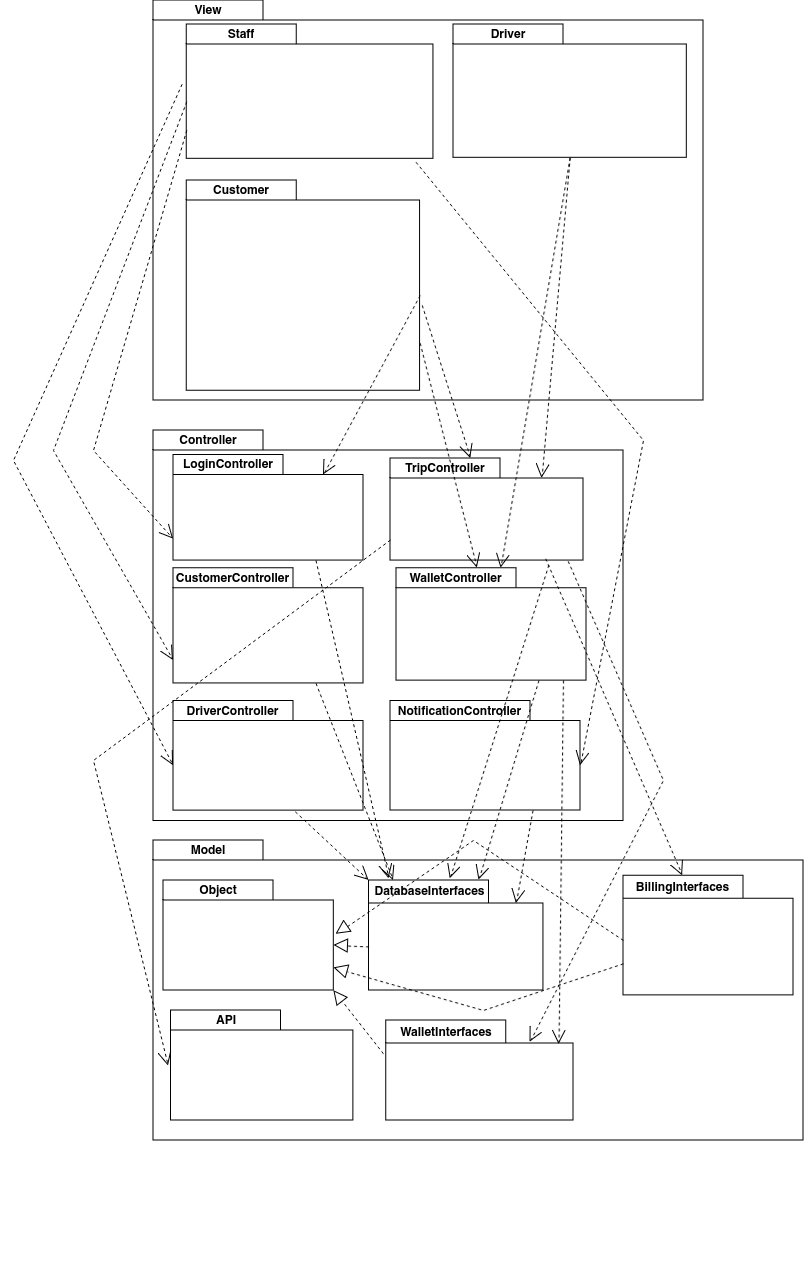 View
Staff
Driver
Customer
Controller
LoginController
TripController
CustomerController
WalletController
DriverController
NotificationController
Model
Object
DatabaseInterfaces
BillingInterfaces
API
WalletInterfaces